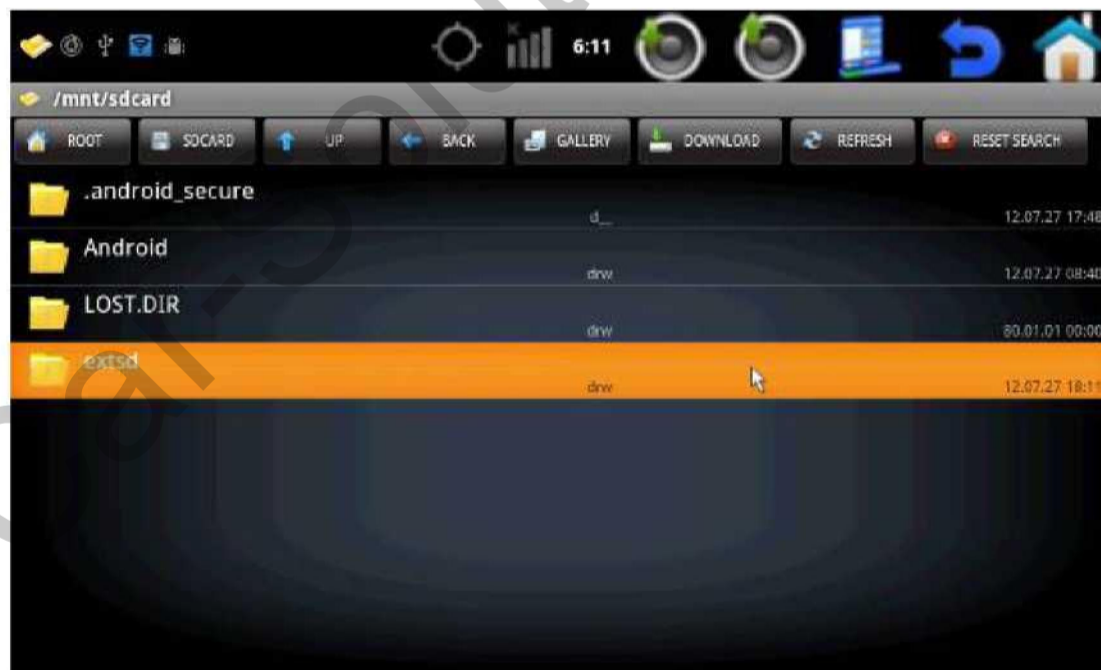 6:11
/mnt/sdcard
ROOT SDCARD UP BACK GALLERY DOWNLOAD REFRESH RESET SEARCH
.android_secure
d__ 12.07.27 17:48
Android
drw 12.07.27 08:40
LOST.DIR
drw 80.01.01 00:00
extsd
drw 12.07.27 18:11